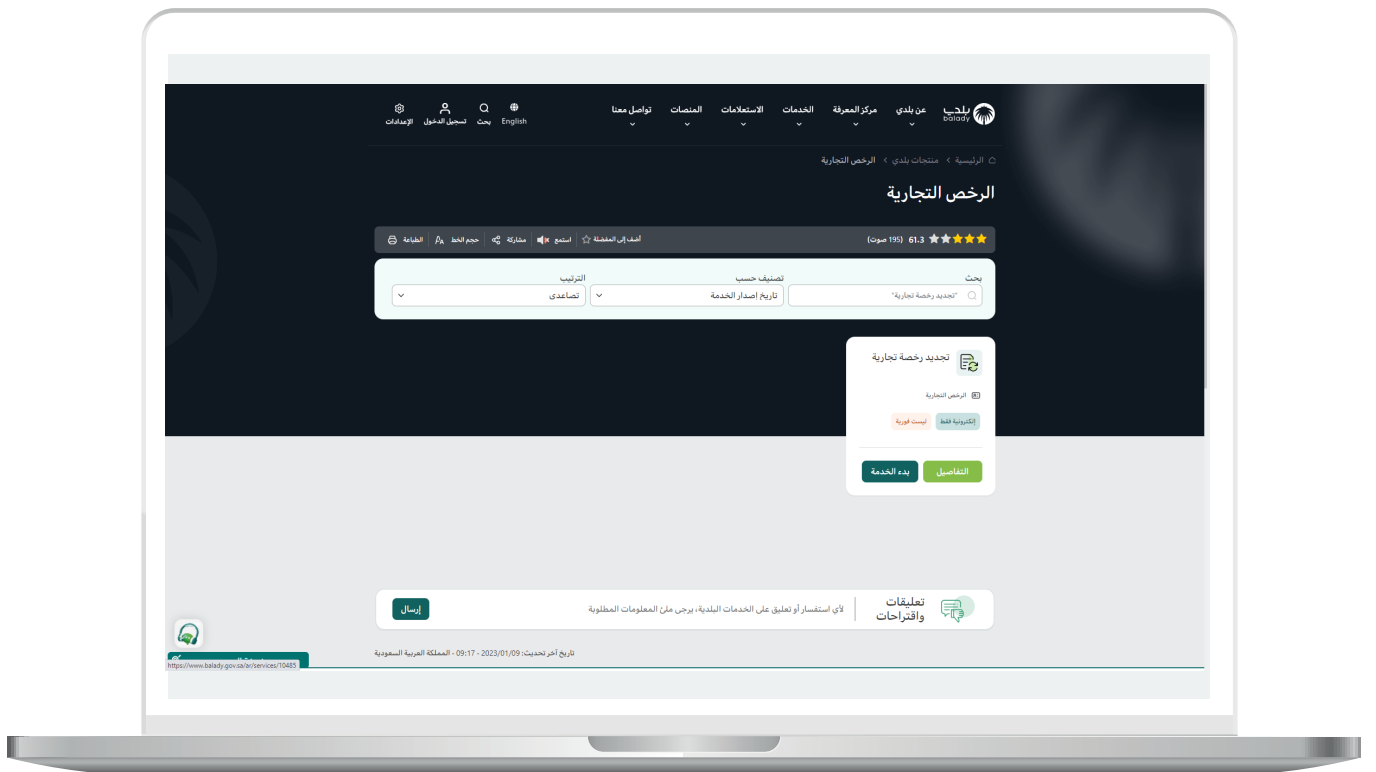 بلدي
balady
عن بلدي
مركز المعرفة
الخدمات
الاستعلامات
المنصات
تواصل معنا
English
بحث
تسجيل الدخول
الإعدادات
الرئيسية > منتجات بلدي > الرخص التجارية
الرخص التجارية
61.3 (195 صوت)
أضف إلى المفضلة
استمع
مشاركة
حجم الخط
الطباعة
بحث
تصنيف حسب
الترتيب
"تجديد رخصة تجارية"
تاريخ إصدار الخدمة
تصاعدى
تجديد رخصة تجارية
الرخص التجارية
إلكترونية فقط
ليست فورية
التفاصيل
بدء الخدمة
تعليقات
واقتراحات
لأي استفسار أو تعليق على الخدمات البلدية، يرجى ملئ المعلومات المطلوبة
إرسال
تاريخ آخر تحديث: 2023/01/09 - 09:17 - المملكة العربية السعودية
https://www.balady.gov.sa/ar/services/10485